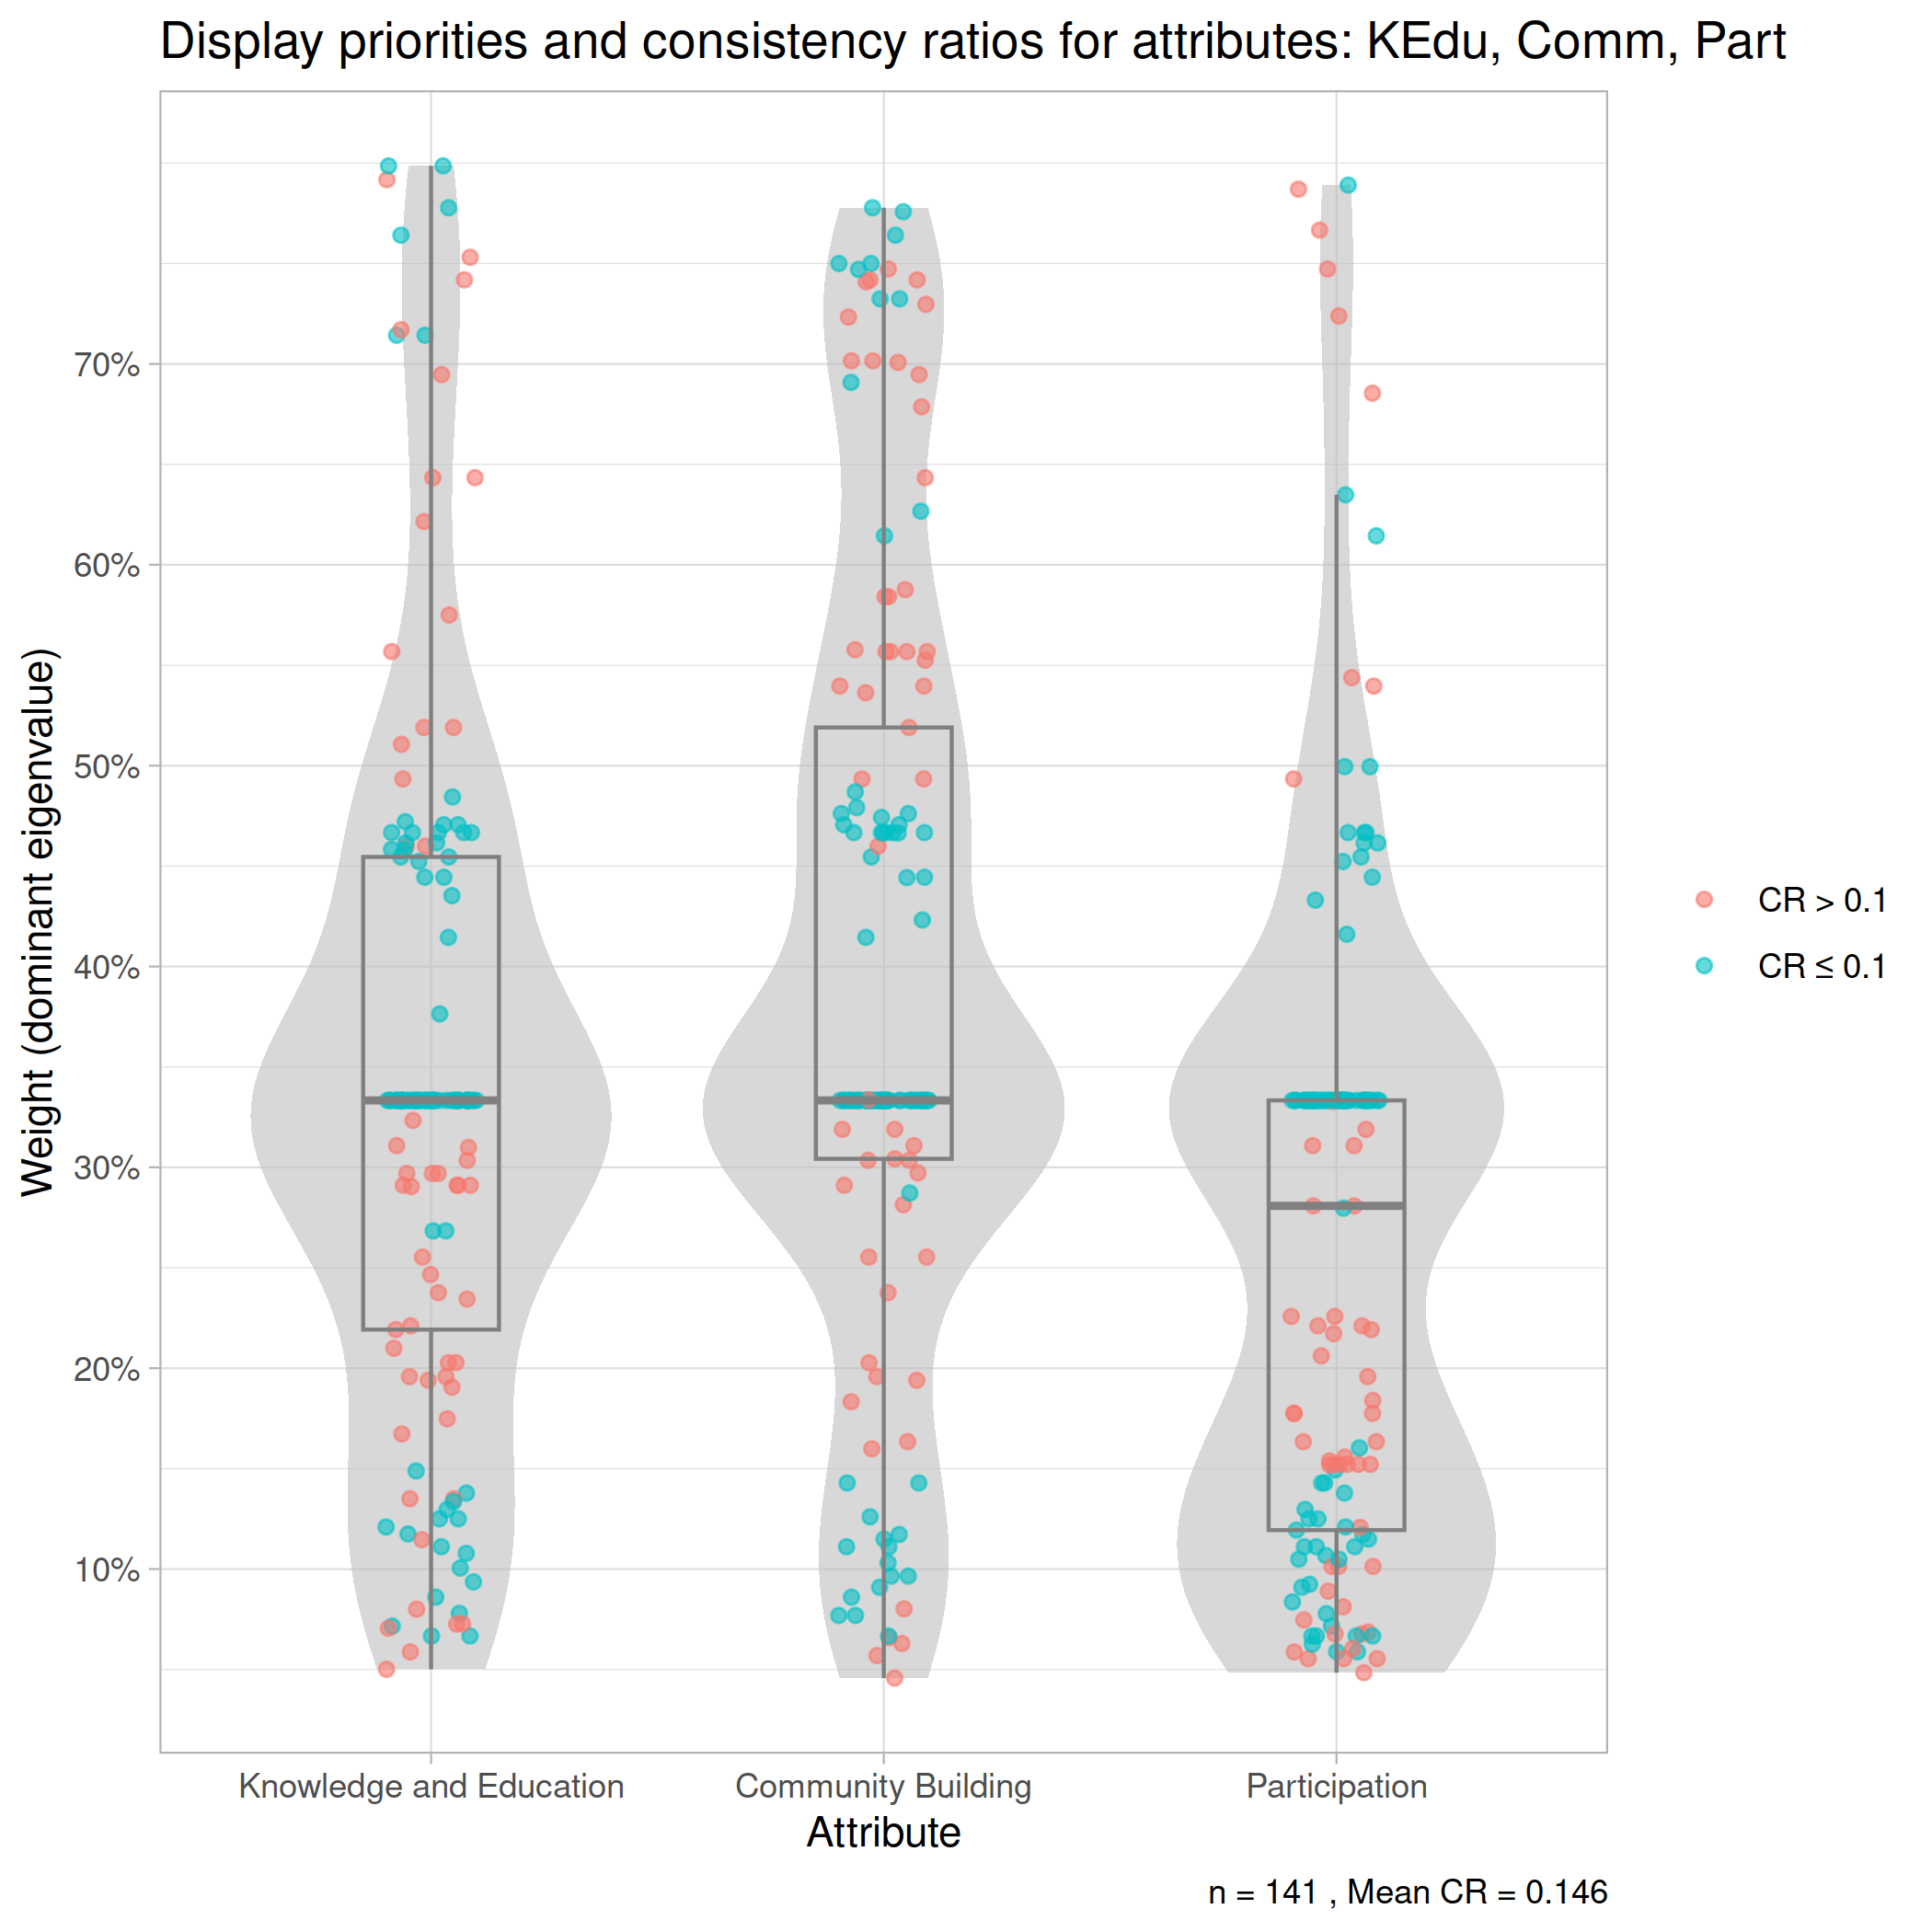 Display priorities and consistency ratios for attributes: KEdu, Comm, Part
Weight (dominant eigenvalue)
70%
60%
50%
40%
30%
20%
10%
CR > 0.1
CR ≤ 0.1
Knowledge and Education
Community Building
Participation
Attribute
n = 141 , Mean CR = 0.146